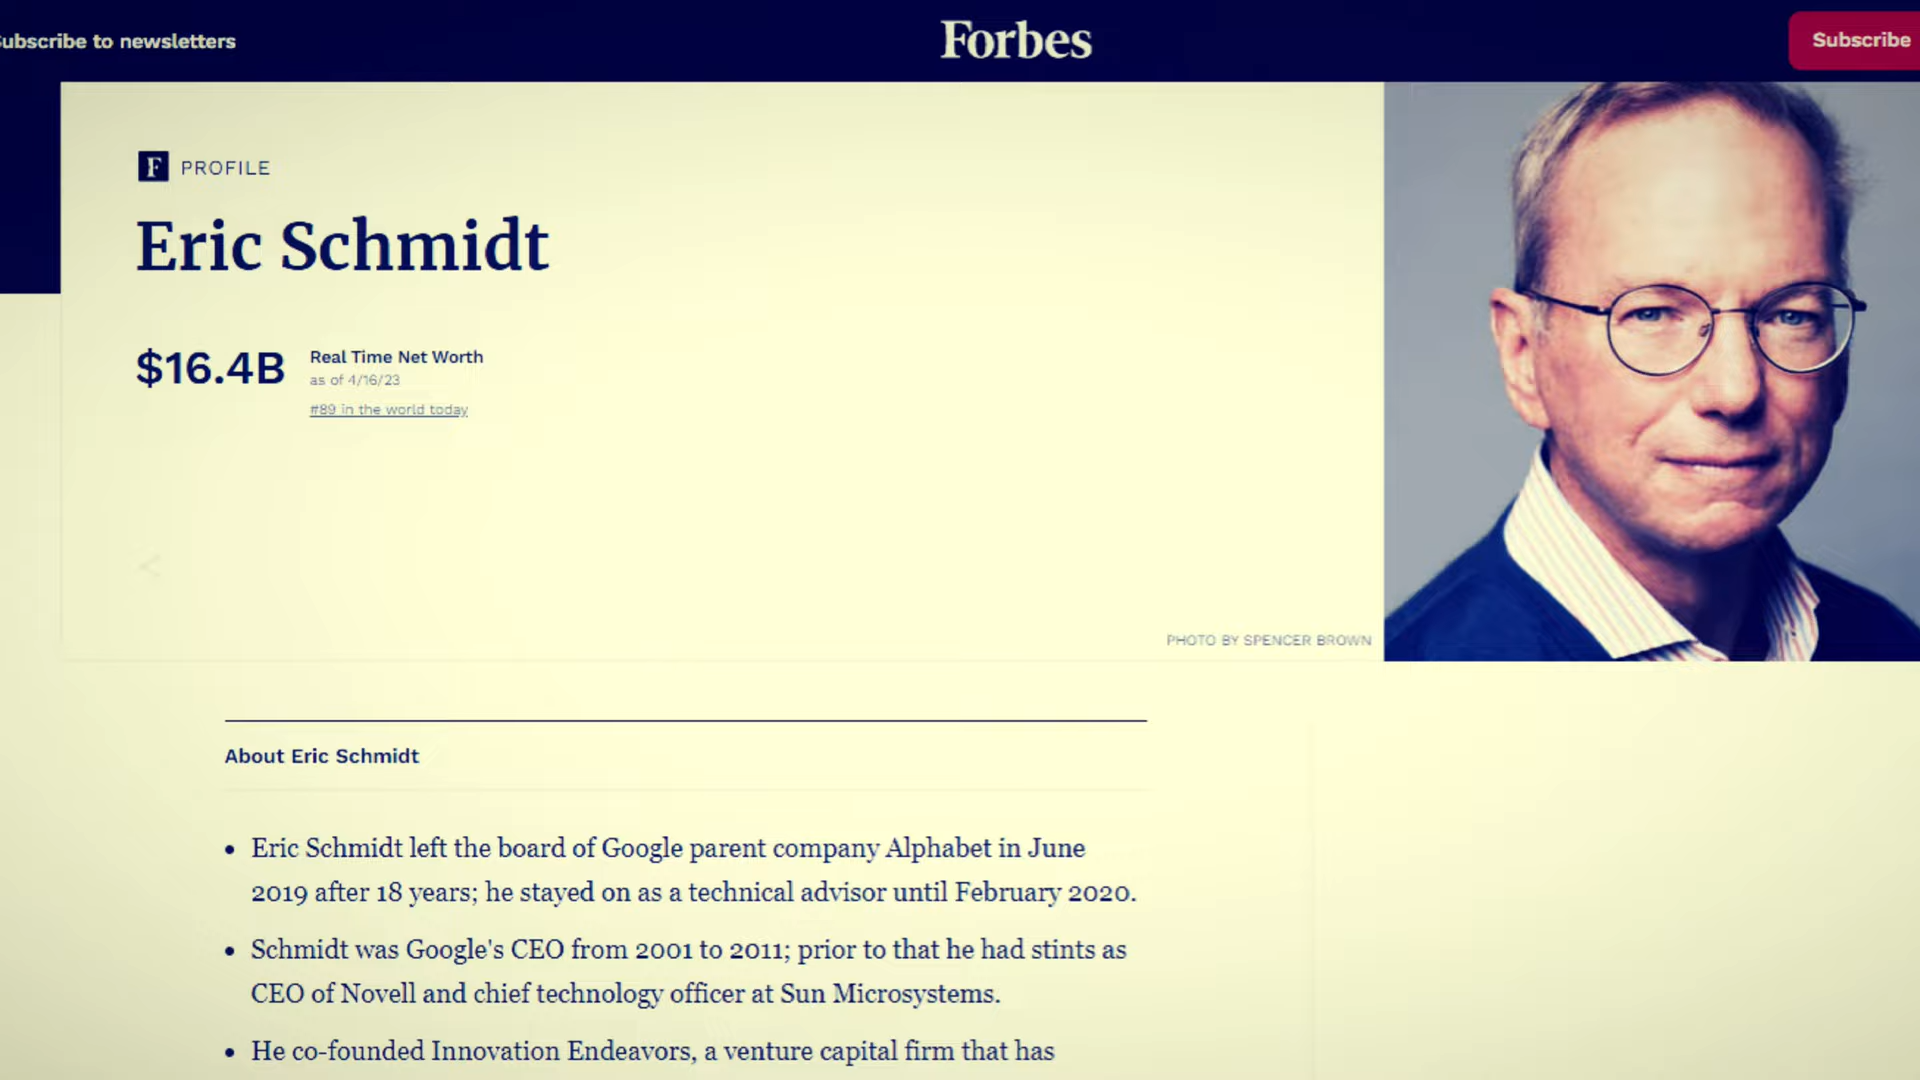 ubscribe to newsletters
Forbes
Subscribe
F PROFILE
Eric Schmidt
$16.4B
Real Time Net Worth
as of 4/16/23
#89 in the world today
PHOTO BY SPENCER BROWN
About Eric Schmidt
• Eric Schmidt left the board of Google parent company Alphabet in June
2019 after 18 years; he stayed on as a technical advisor until February 2020.
• Schmidt was Google's CEO from 2001 to 2011; prior to that he had stints as
CEO of Novell and chief technology officer at Sun Microsystems.
• He co-founded Innovation Endeavors, a venture capital firm that has